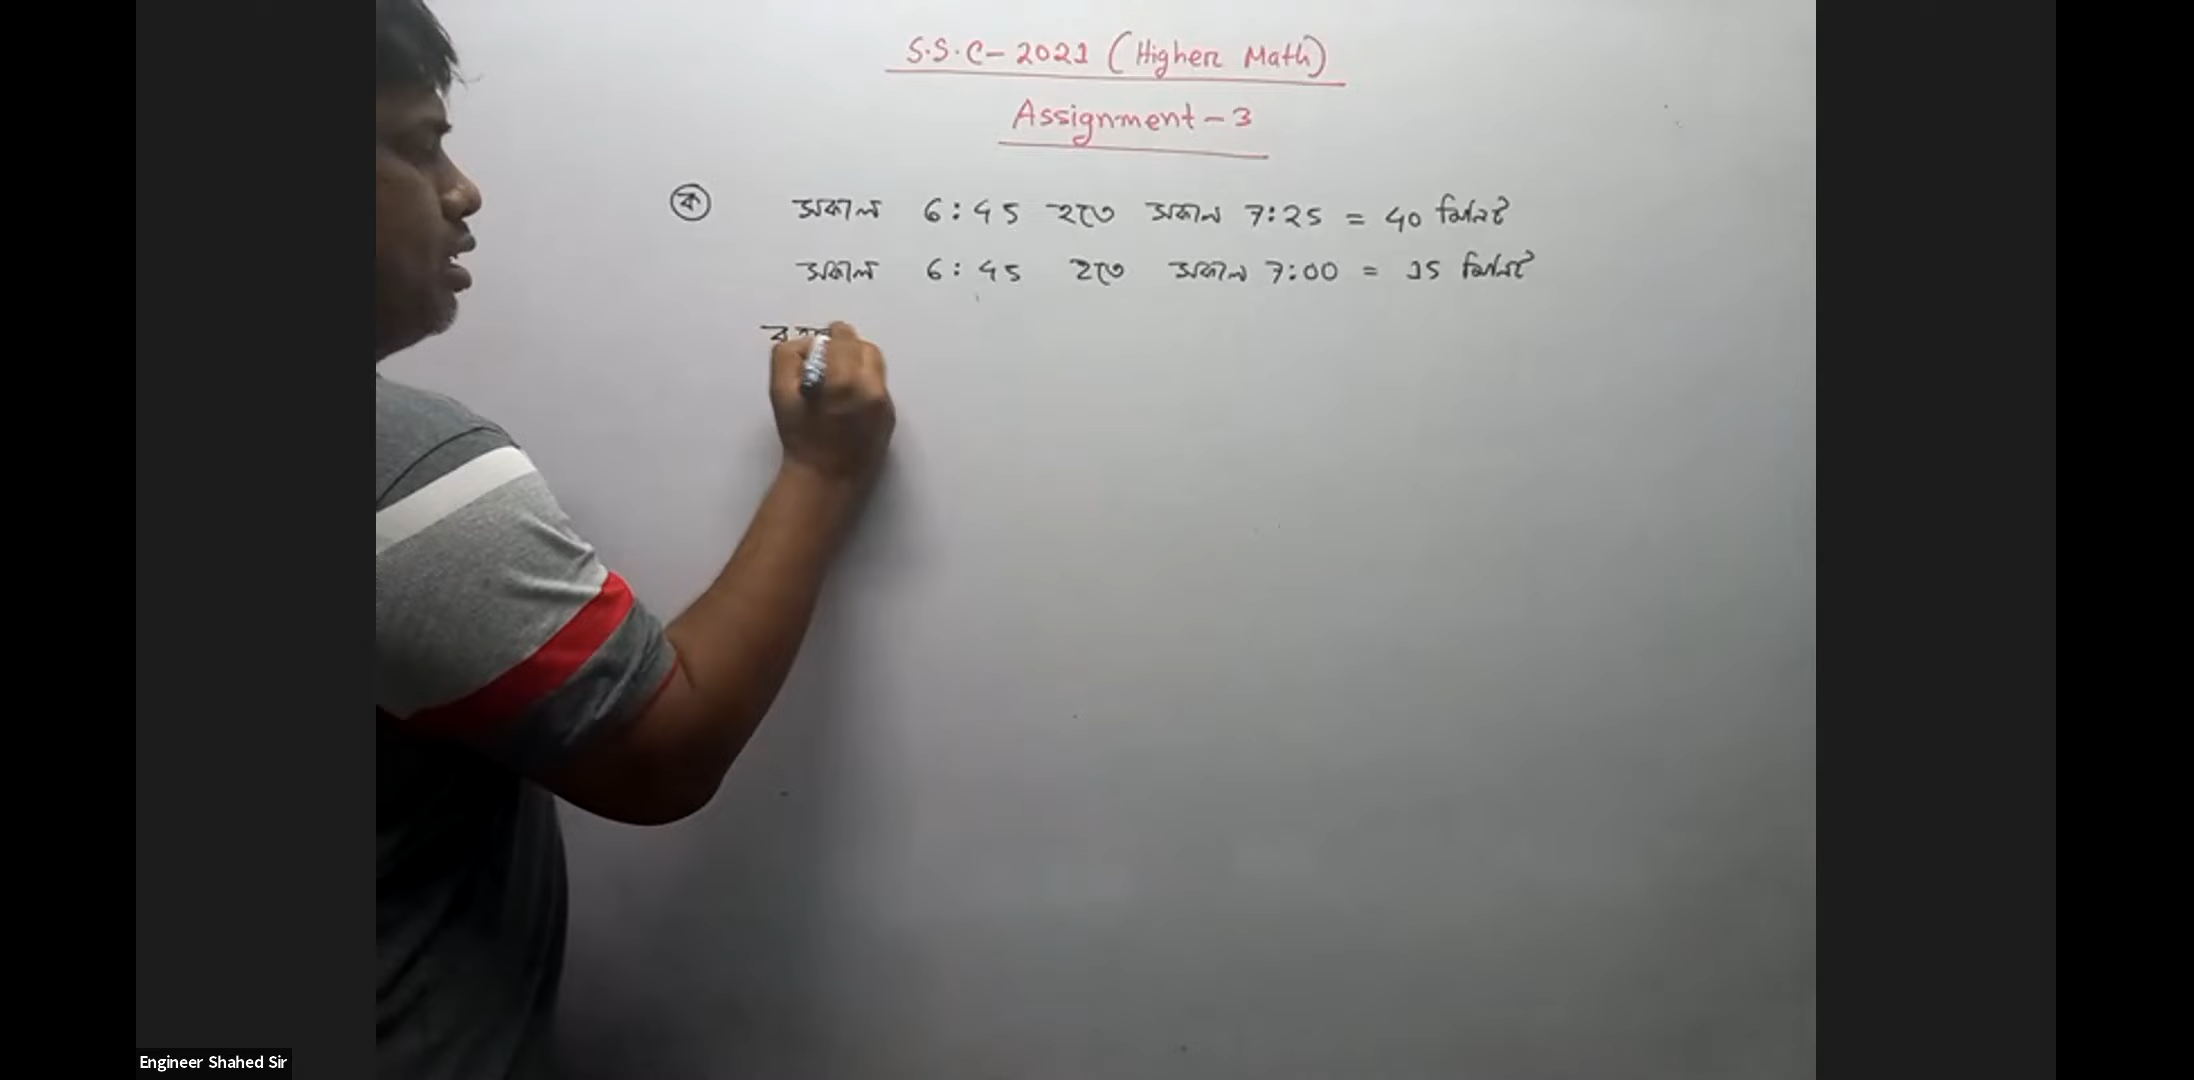 S.S.C-2021 (Higher Math)
Assignment-3
ক সকাল 6:45 হতে সকাল 7:25 = 40 মিনিট
সকাল 6:45 হতে সকাল 7:00 = 15 মিনিট
Engineer Shahed Sir